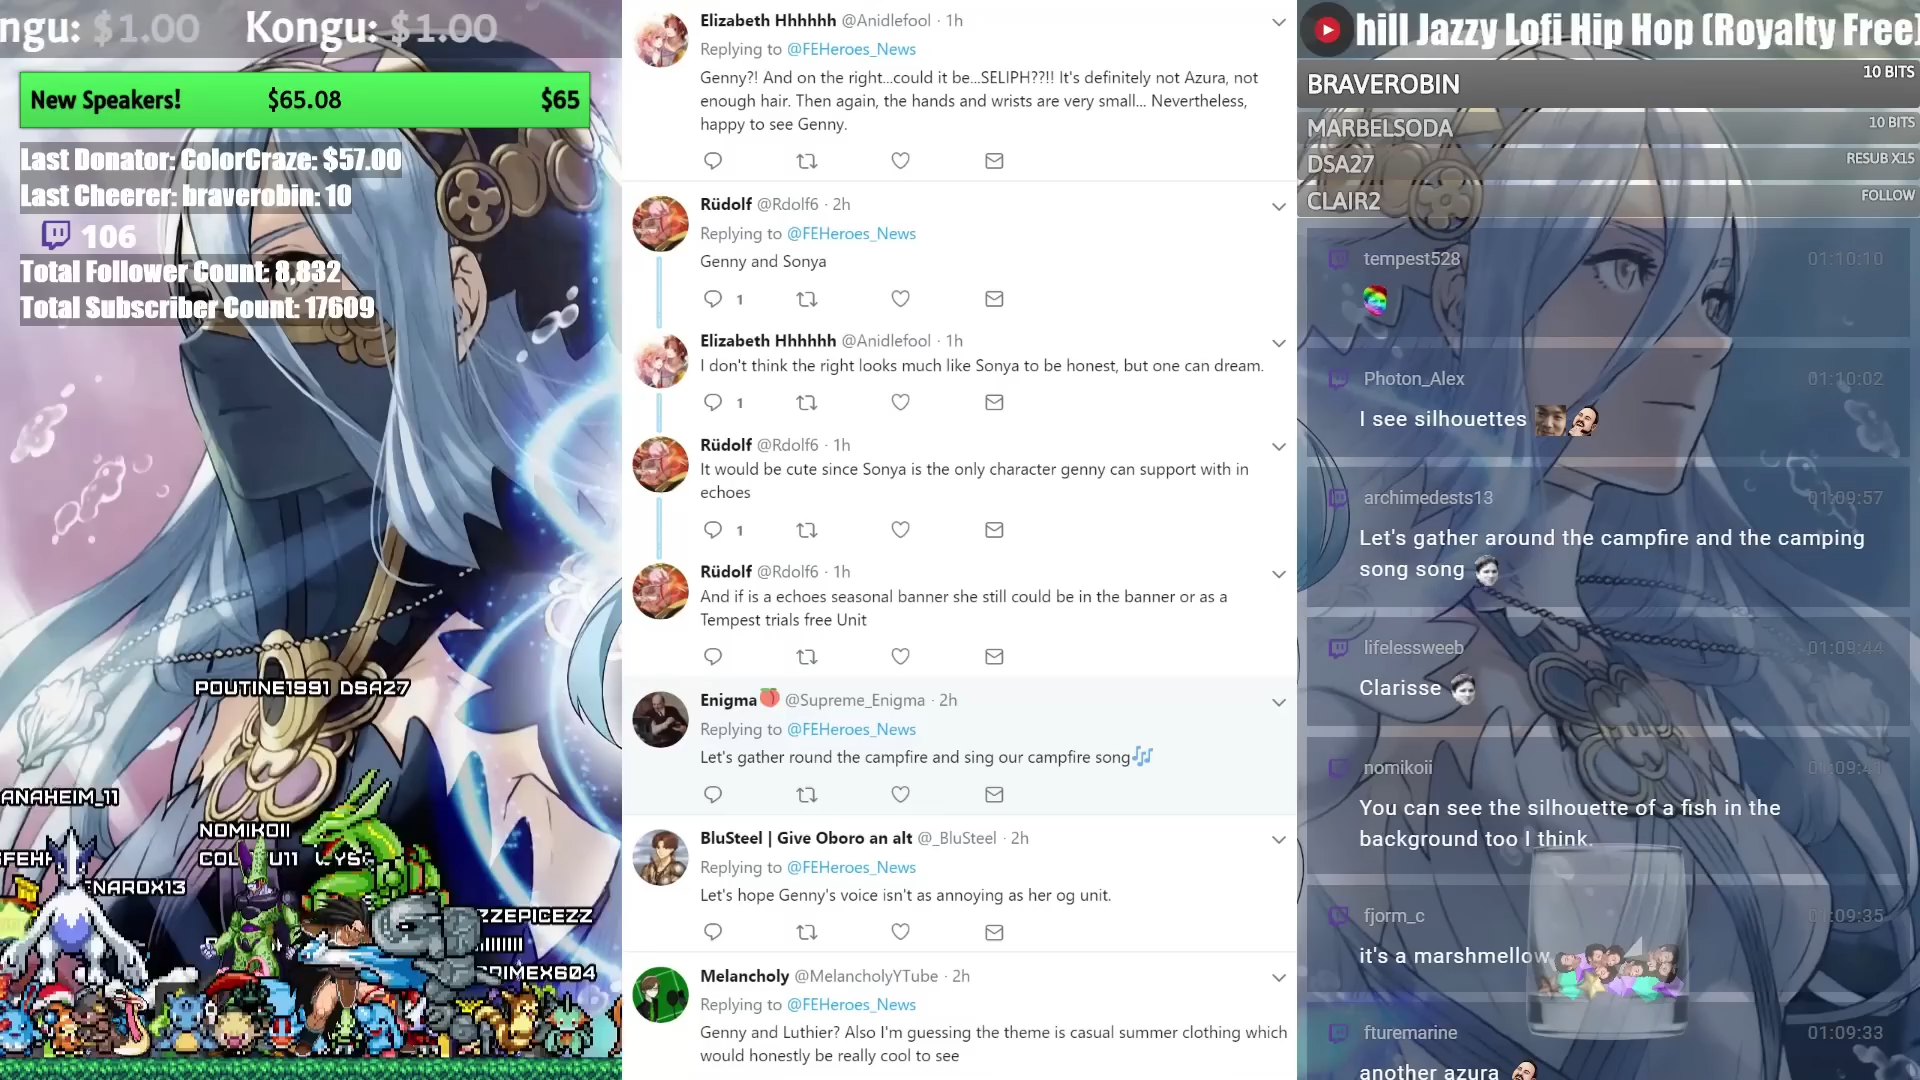 ngu: $1.00 Kongu: $1.00
New Speakers! $65.08 $65
Last Donator: ColorCraze: $57.00
Last Cheerer: braverobin: 10
106
Total Follower Count: 8,832
Total Subscriber Count: 17609
POUTINE1991 DSA27
ANAHEIM_11
NOMIKOII
ENAROX13
ZZEPICEZZ
Elizabeth Hhhhhh @Anidlefool · 1h
Replying to @FEHeroes_News
Genny?! And on the right...could it be...SELIPH??!! It's definitely not Azura, not
enough hair. Then again, the hands and wrists are very small... Nevertheless,
happy to see Genny.
Rüdolf @Rdolf6 · 2h
Replying to @FEHeroes_News
Genny and Sonya
1
Elizabeth Hhhhhh @Anidlefool · 1h
I don't think the right looks much like Sonya to be honest, but one can dream.
1
Rüdolf @Rdolf6 · 1h
It would be cute since Sonya is the only character genny can support with in
echoes
1
Rüdolf @Rdolf6 · 1h
And if is a echoes seasonal banner she still could be in the banner or as a
Tempest trials free Unit
Enigma🍑 @Supreme_Enigma · 2h
Replying to @FEHeroes_News
Let's gather round the campfire and sing our campfire song🎶
BluSteel | Give Oboro an alt @_BluSteel · 2h
Replying to @FEHeroes_News
Let's hope Genny's voice isn't as annoying as her og unit.
Melancholy @MelancholyYTube · 2h
Replying to @FEHeroes_News
Genny and Luthier? Also I'm guessing the theme is casual summer clothing which
would honestly be really cool to see
hill Jazzy Lofi Hip Hop (Royalty Free)
BRAVEROBIN 10 BITS
MARBELSODA 10 BITS
DSA27 RESUB X15
CLAIR2 FOLLOW
tempest528 01:10:10
Photon_Alex 01:10:02
I see silhouettes
archimedests13 01:09:57
Let's gather around the campfire and the camping
song song
lifelessweeb 01:09:44
Clarisse
nomikoii 01:09:41
You can see the silhouette of a fish in the
background too I think.
fjorm_c 01:09:35
it's a marshmellow
fturemarine 01:09:33
another azura